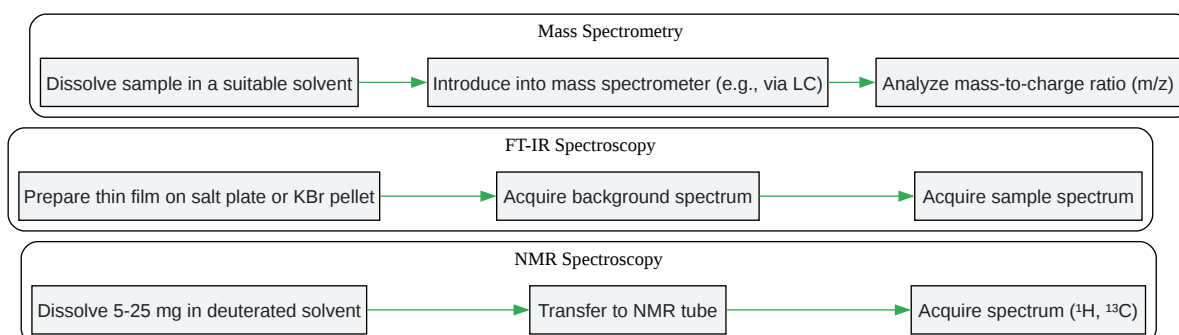 Mass Spectrometry
Dissolve sample in a suitable solvent
Introduce into mass spectrometer (e.g., via LC)
Analyze mass-to-charge ratio (m/z)
FT-IR Spectroscopy
Prepare thin film on salt plate or KBr pellet
Acquire background spectrum
Acquire sample spectrum
NMR Spectroscopy
Dissolve 5-25 mg in deuterated solvent
Transfer to NMR tube
Acquire spectrum (¹H, ¹³C)